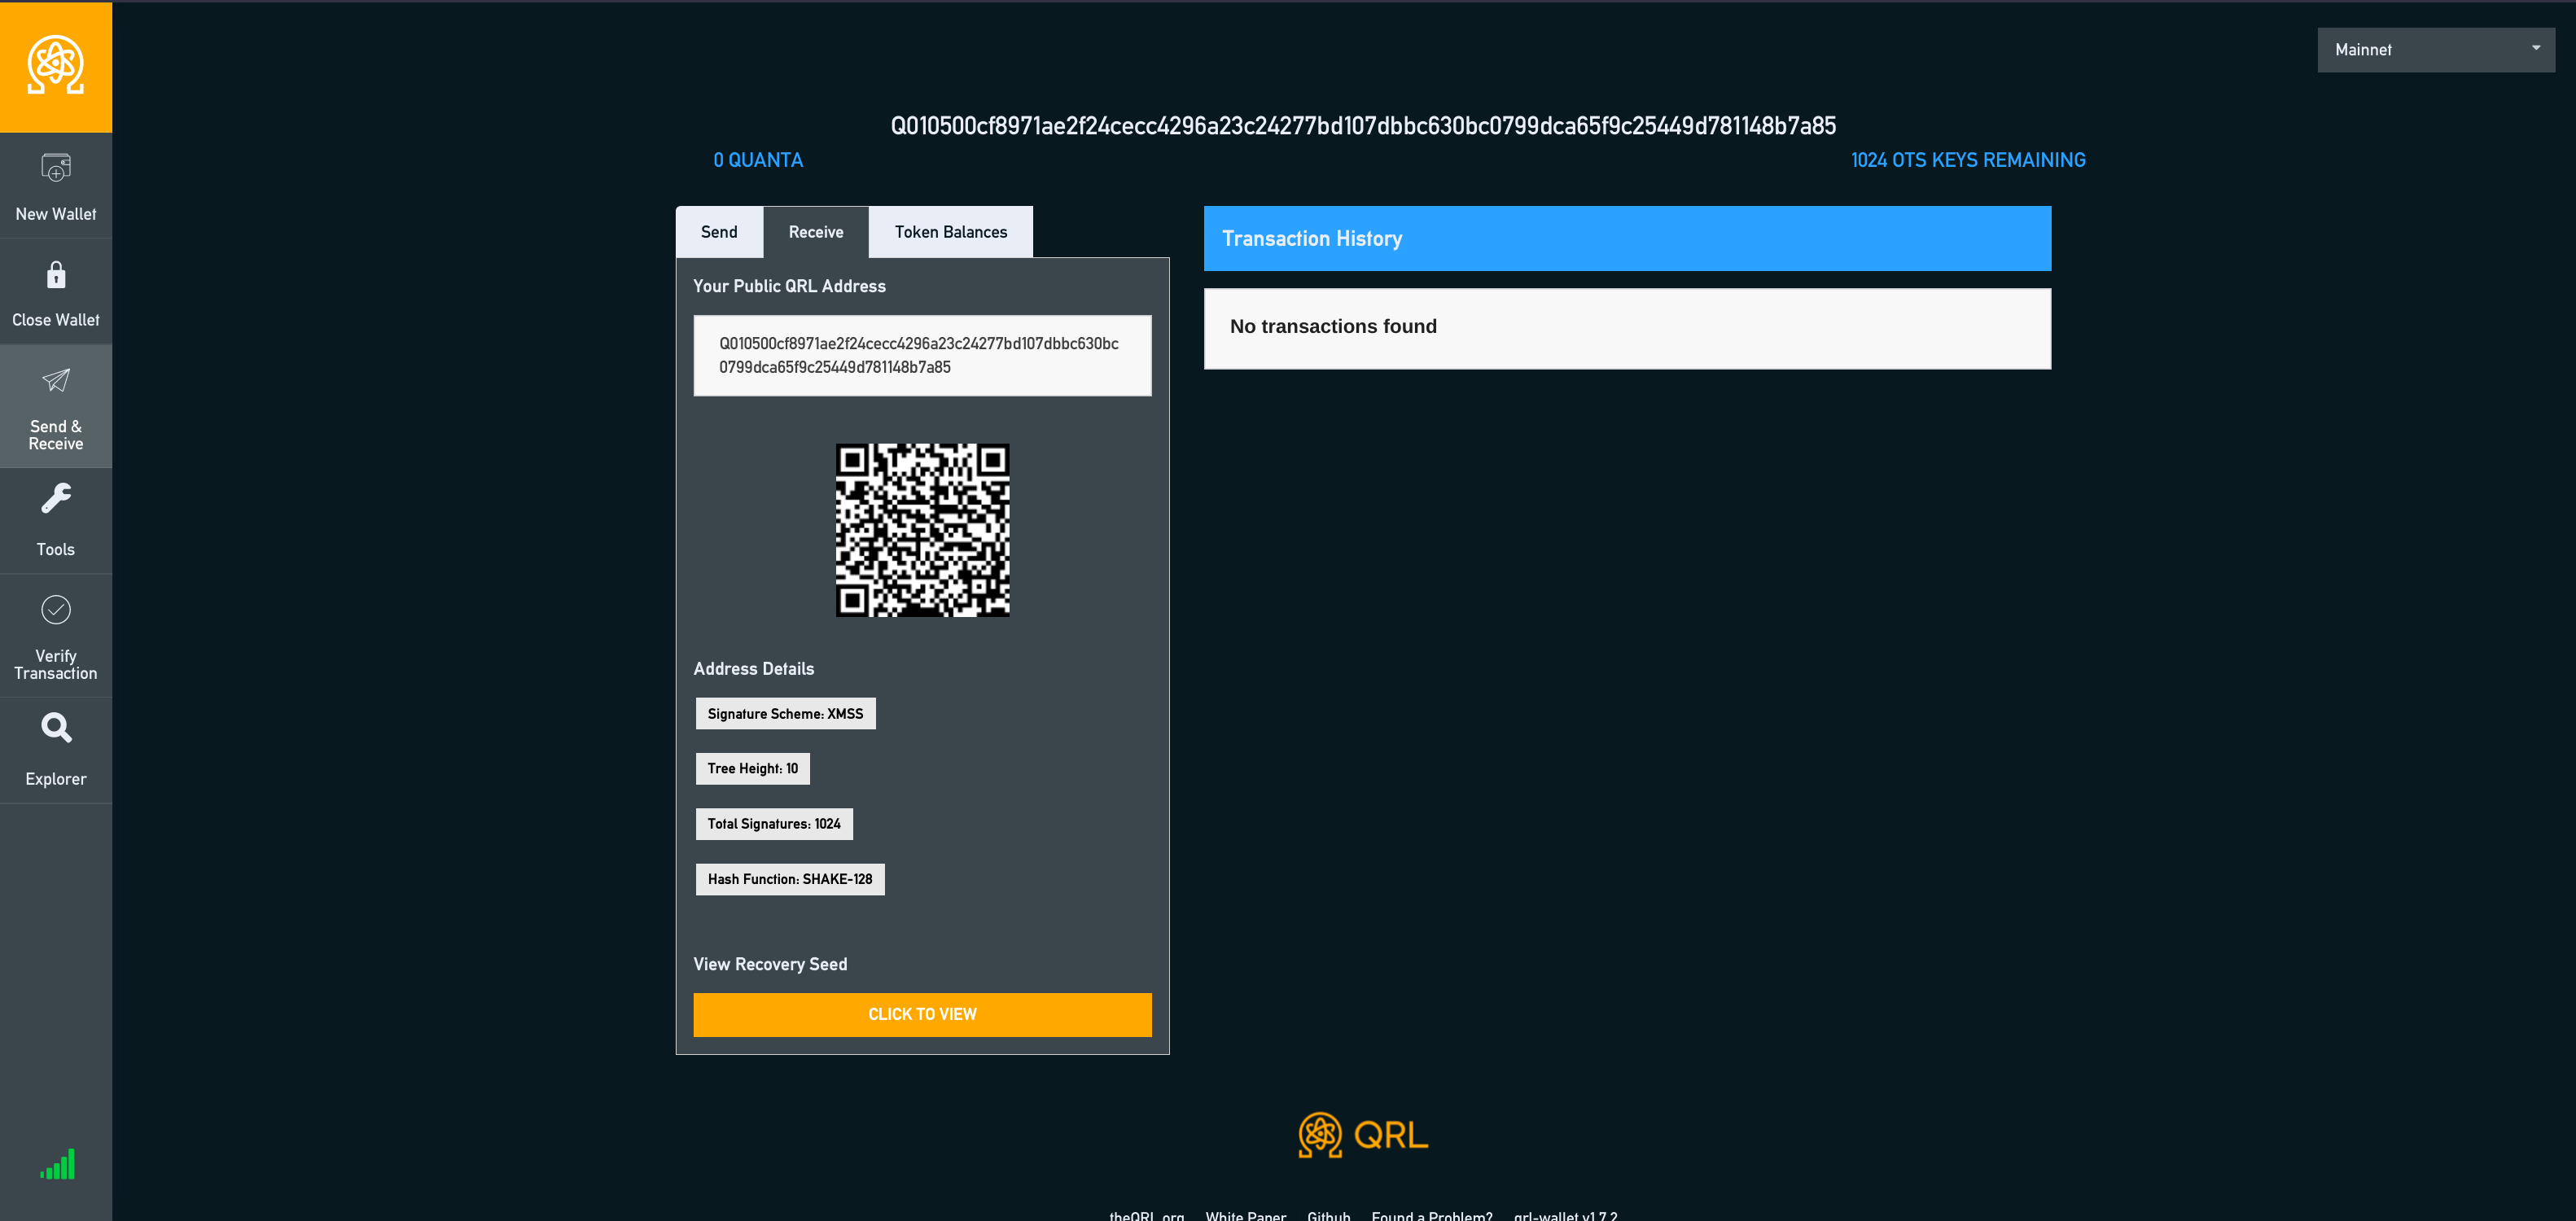 Mainnet
Q010500cf8971ae2f24cecc4296a23c24277bd107dbbc630bc0799dca65f9c25449d781148b7a85
0 QUANTA
1024 OTS KEYS REMAINING
New Wallet
Close Wallet
Send &
Receive
Tools
Verify
Transaction
Explorer
Send
Receive
Token Balances
Your Public QRL Address
Q010500cf8971ae2f24cecc4296a23c24277bd107dbbc630bc
0799dca65f9c25449d781148b7a85
Address Details
Signature Scheme: XMSS
Tree Height: 10
Total Signatures: 1024
Hash Function: SHAKE-128
View Recovery Seed
CLICK TO VIEW
Transaction History
No transactions found
QRL
theQRL.org
White Paper
Github
Found a Problem?
qrl-wallet v1.7.2